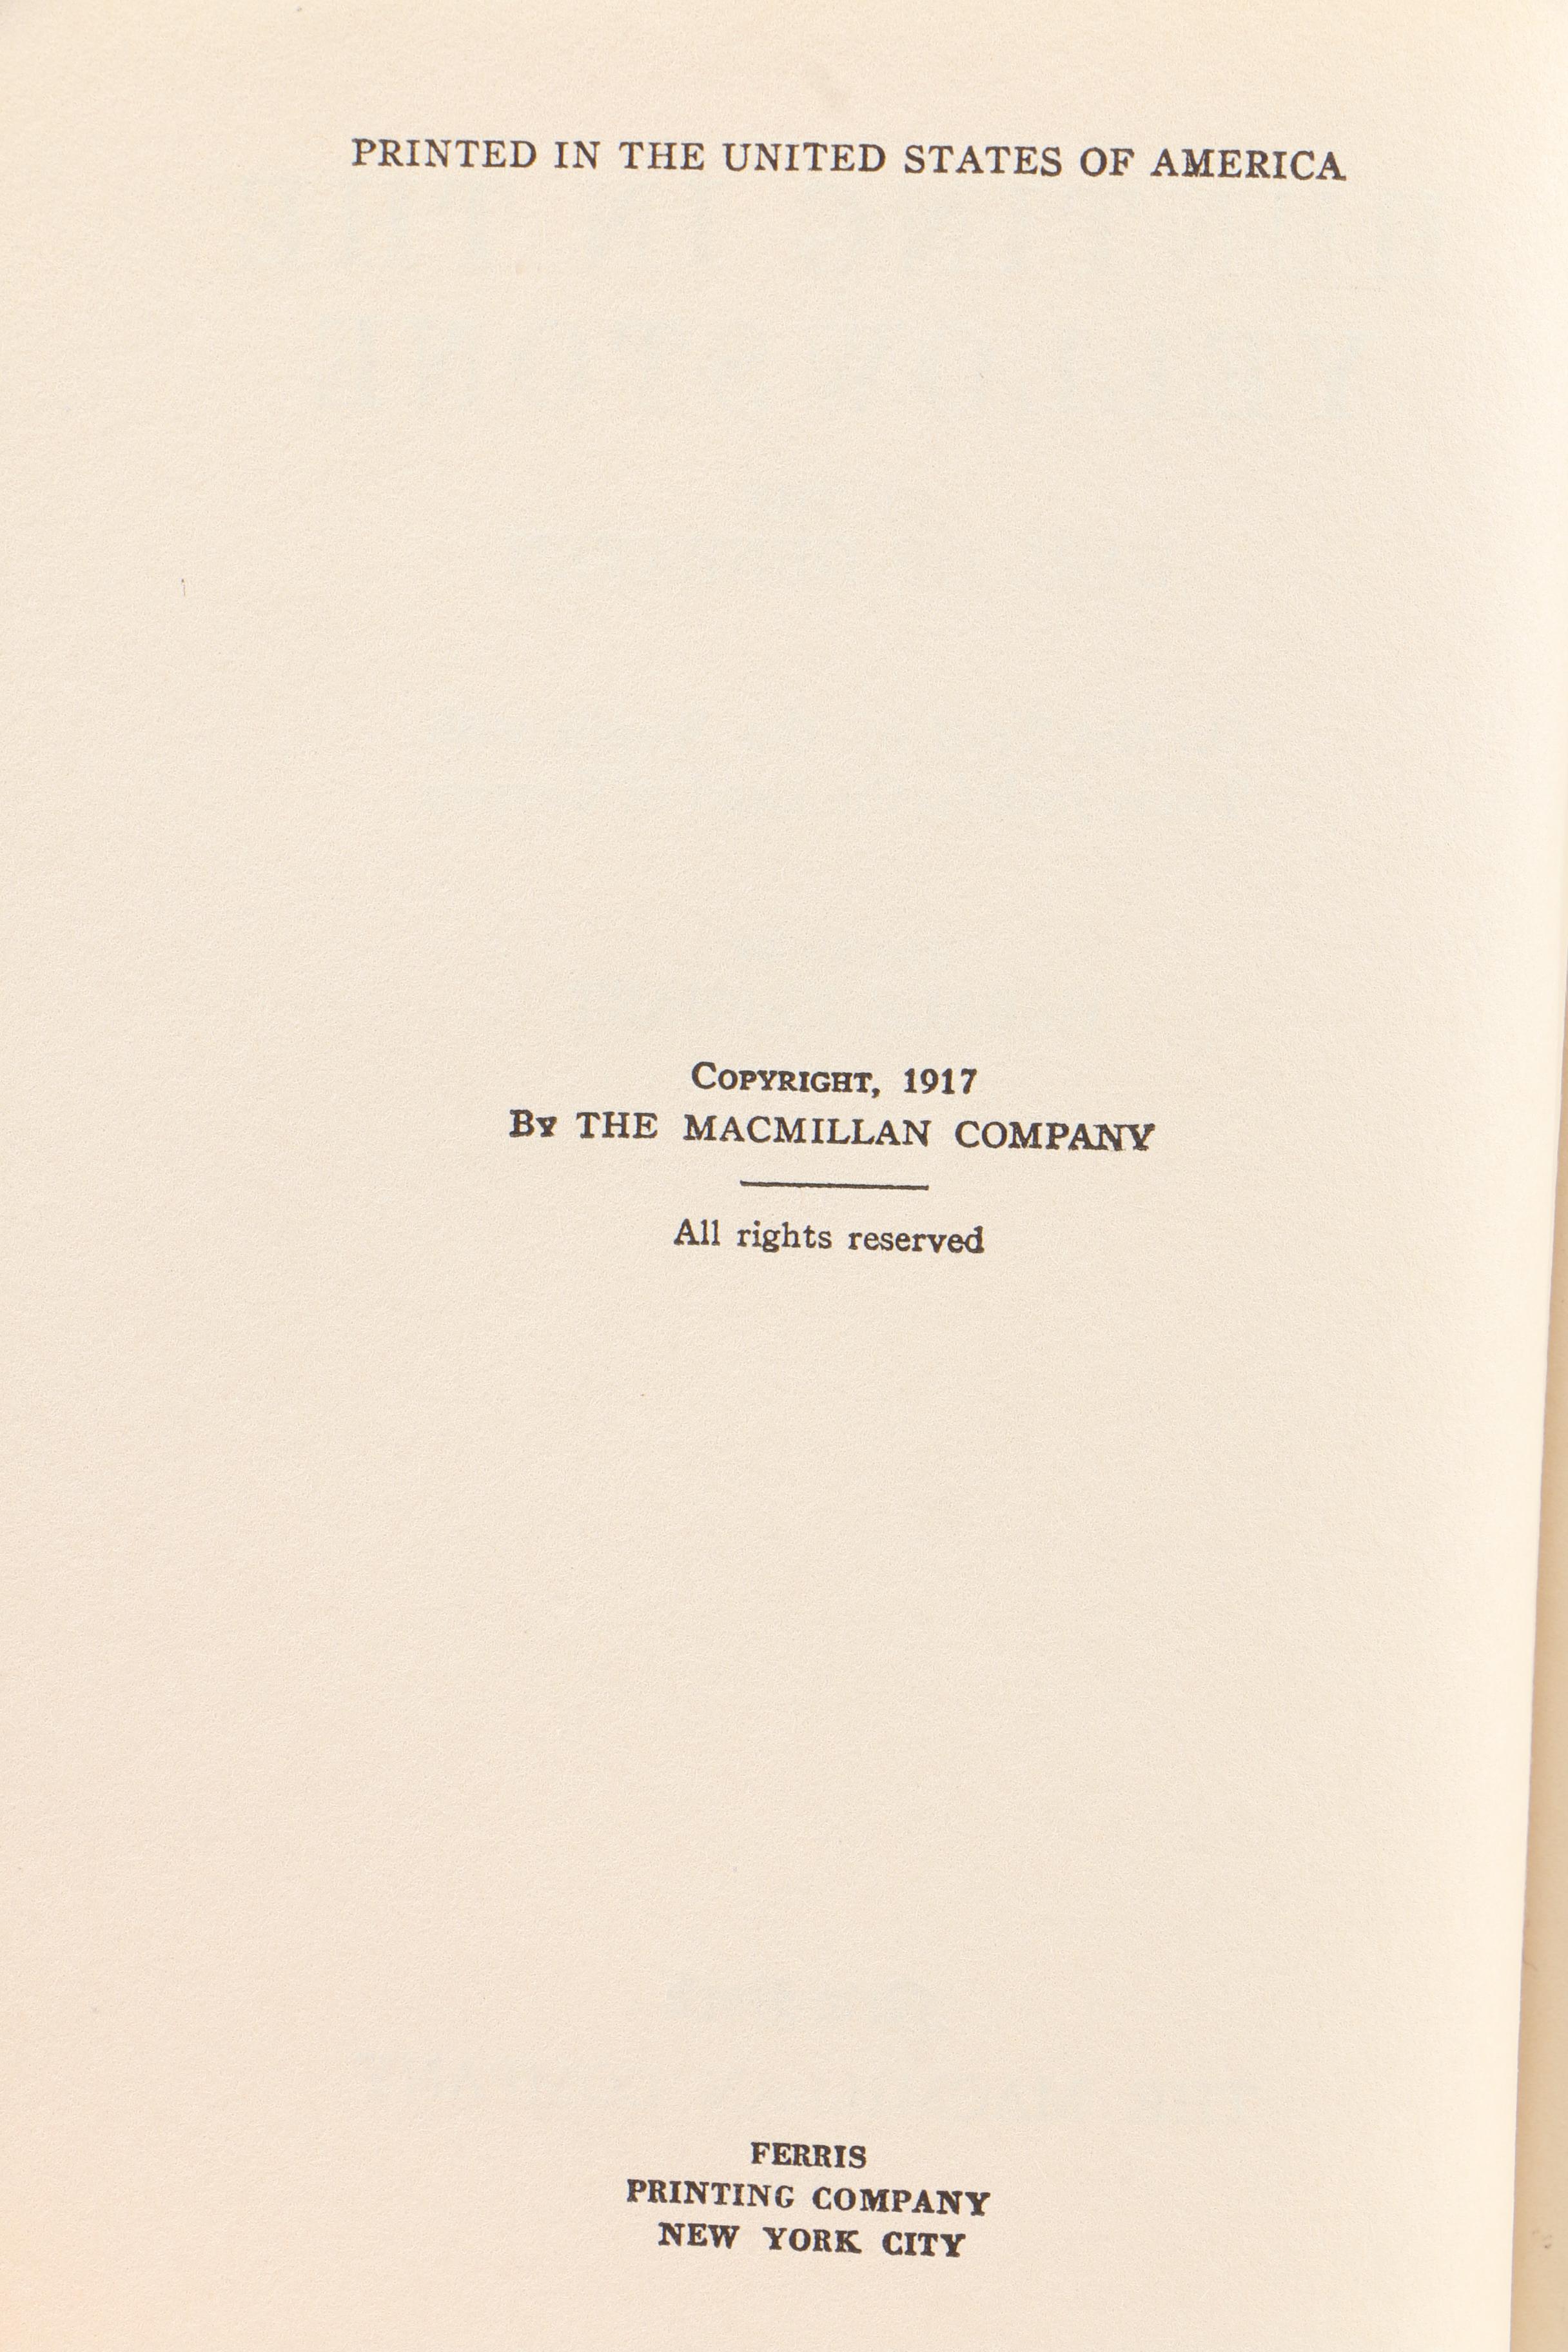 PRINTED IN THE UNITED STATES OF AMERICA
Copyright, 1917
By THE MACMILLAN COMPANY
All rights reserved
FERRIS
PRINTING COMPANY
NEW YORK CITY